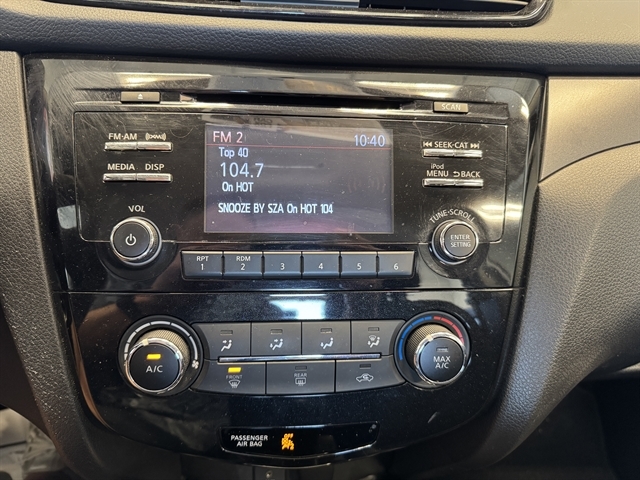 SCAN
FM·AM
MEDIA DISP
FM 2 10:40
Top 40
104.7
On HOT
SNOOZE BY SZA On HOT 104
SEEK·CAT
iPod
MENU BACK
VOL
TUNE·SCROLL
ENTER
SETTING
RPT
1
RDM
2
3
4
5
6
A/C
FRONT
REAR
MAX
A/C
PASSENGER
AIR BAG
OFF